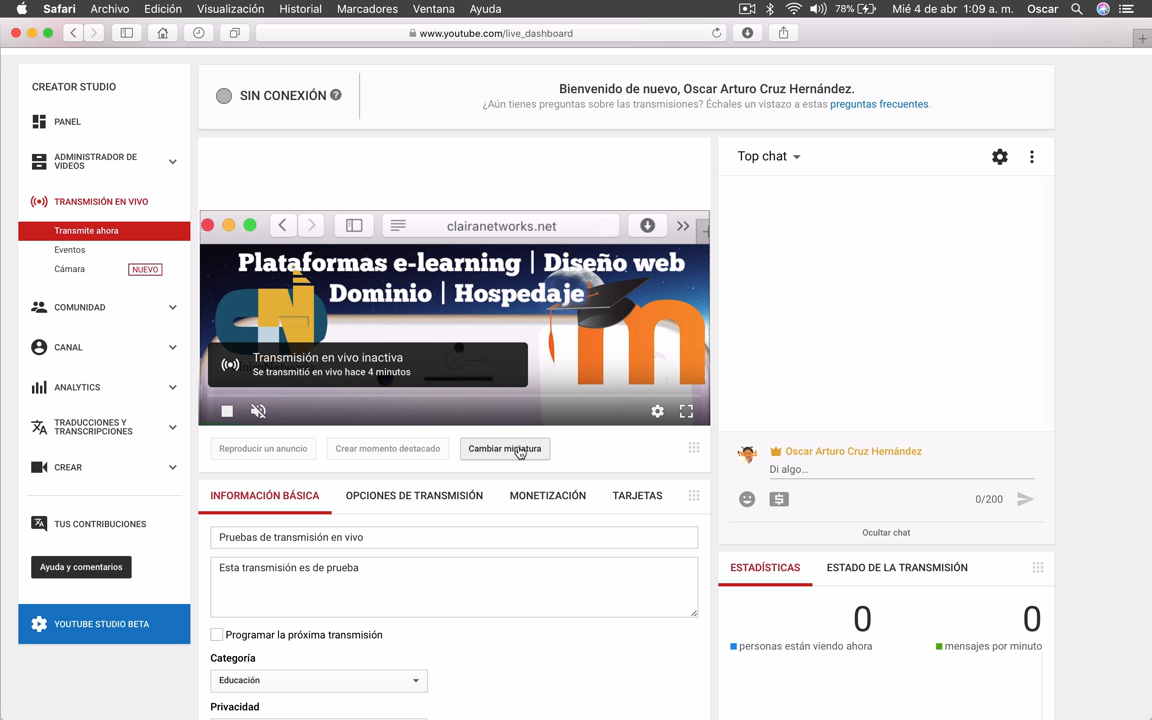 Safari Archivo Edición Visualización Historial Marcadores Ventana Ayuda 78% Mié 4 de abr 1:09 a. m. Oscar
www.youtube.com/live_dashboard
CREATOR STUDIO
PANEL
ADMINISTRADOR DE
VIDEOS
TRANSMISIÓN EN VIVO
Transmite ahora
Eventos
Cámara NUEVO
COMUNIDAD
CANAL
ANALYTICS
TRADUCCIONES Y
TRANSCRIPCIONES
CREAR
TUS CONTRIBUCIONES
Ayuda y comentarios
YOUTUBE STUDIO BETA
SIN CONEXIÓN
Bienvenido de nuevo, Oscar Arturo Cruz Hernández.
¿Aún tienes preguntas sobre las transmisiones? Échales un vistazo a estas preguntas frecuentes.
clairanetworks.net
Plataformas e-learning | Diseño web
Dominio | Hospedaje
Transmisión en vivo inactiva
Se transmitió en vivo hace 4 minutos
Reproducir un anuncio Crear momento destacado Cambiar miniatura
INFORMACIÓN BÁSICA OPCIONES DE TRANSMISIÓN MONETIZACIÓN TARJETAS
Pruebas de transmisión en vivo
Esta transmisión es de prueba
Programar la próxima transmisión
Categoría
Educación
Privacidad
Top chat
Oscar Arturo Cruz Hernández
Di algo...
0/200
Ocultar chat
ESTADÍSTICAS ESTADO DE LA TRANSMISIÓN
0 0
personas están viendo ahora mensajes por minuto